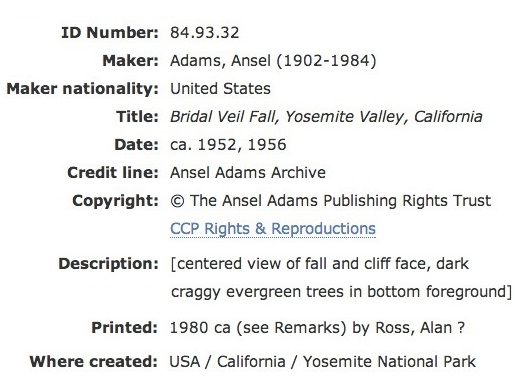 ID Number: 84.93.32
Maker: Adams, Ansel (1902-1984)
Maker nationality: United States
Title: Bridal Veil Fall, Yosemite Valley, California
Date: ca. 1952, 1956
Credit line: Ansel Adams Archive
Copyright: © The Ansel Adams Publishing Rights Trust
CCP Rights & Reproductions
Description: [centered view of fall and cliff face, dark
craggy evergreen trees in bottom foreground]
Printed: 1980 ca (see Remarks) by Ross, Alan ?
Where created: USA / California / Yosemite National Park